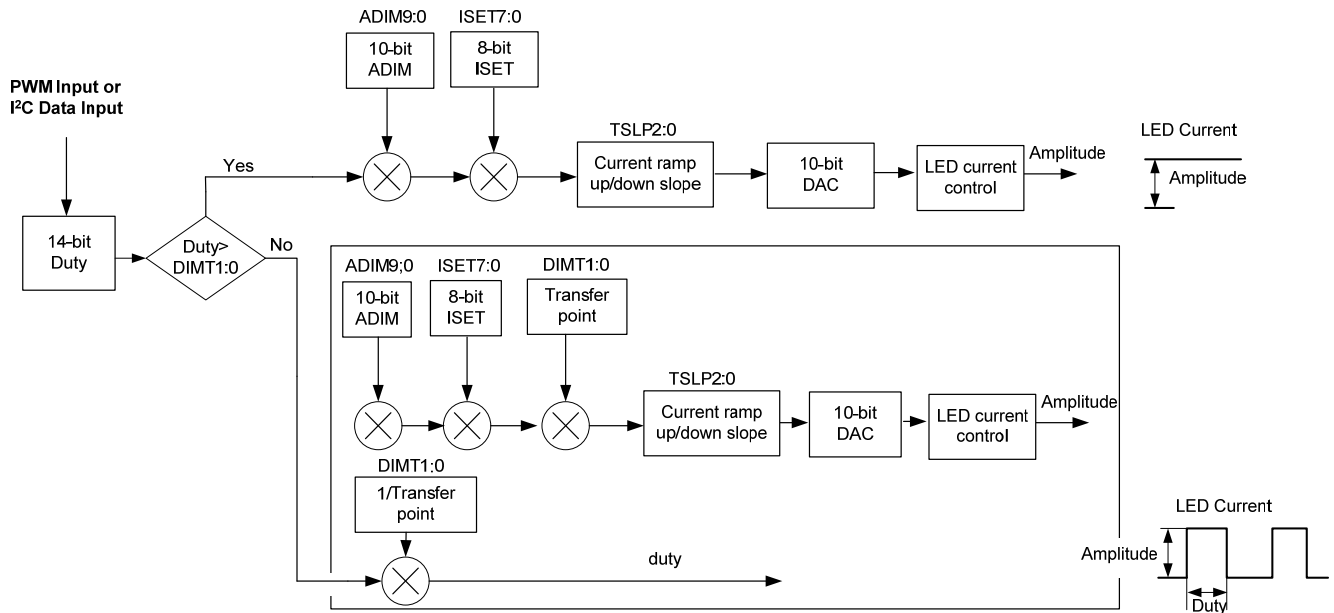 ADIM9:0
ISET7:0
10-bit
ADIM
8-bit
ISET
PWM Input or
I²C Data Input
TSLP2:0
LED Current
Yes
Current ramp
up/down slope
10-bit
DAC
LED current
control
Amplitude
Amplitude
14-bit
Duty
Duty>
DIMT1:0
No
ADIM9;0
ISET7:0
DIMT1:0
10-bit
ADIM
8-bit
ISET
Transfer
point
TSLP2:0
Current ramp
up/down slope
10-bit
DAC
LED current
control
Amplitude
DIMT1:0
1/Transfer
point
duty
LED Current
Amplitude
Duty